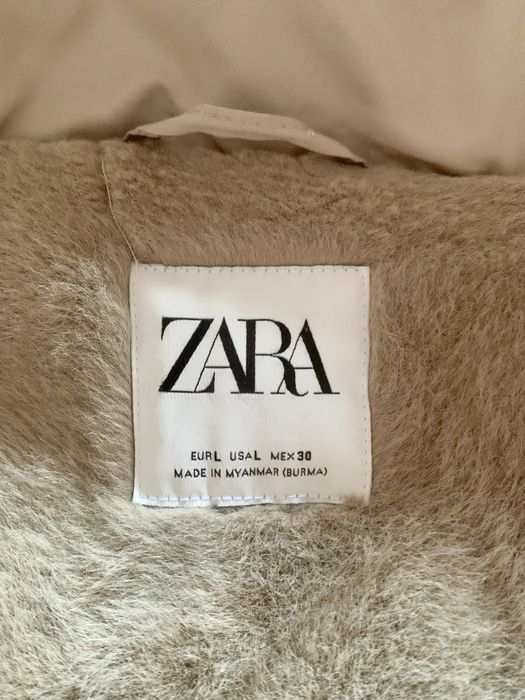 ZARA
EUR L USA L MEX 30
MADE IN MYANMAR (BURMA)